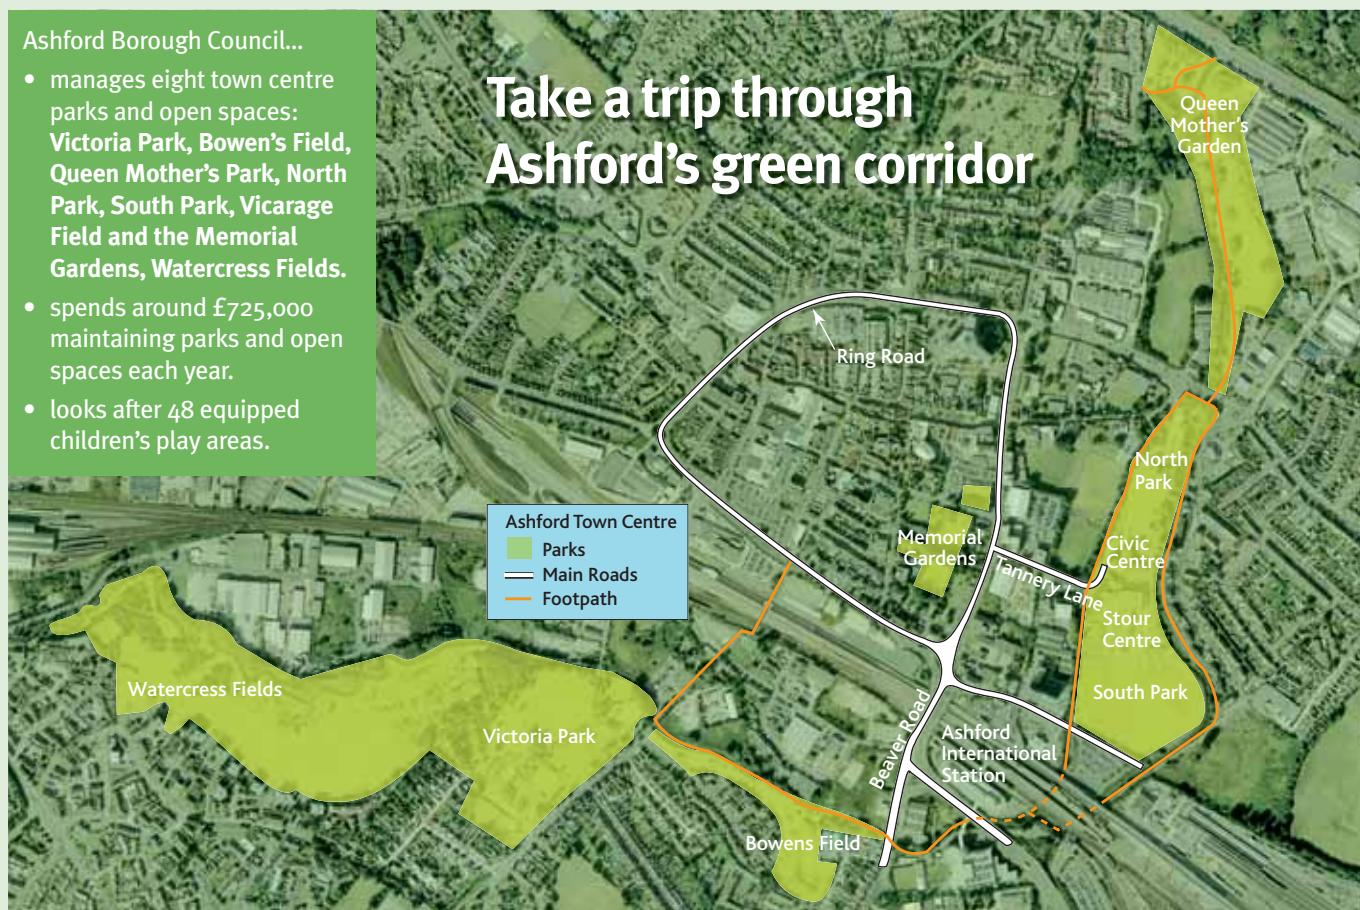 Ashford Borough Council...
• manages eight town centre
parks and open spaces:
Victoria Park, Bowen's Field,
Queen Mother's Park, North
Park, South Park, Vicarage
Field and the Memorial
Gardens, Watercress Fields.
• spends around £725,000
maintaining parks and open
spaces each year.
• looks after 48 equipped
children's play areas.
Take a trip through
Ashford's green corridor
Queen
Mother's
Garden
Ring Road
North
Park
Ashford Town Centre
Parks
Main Roads
Footpath
Memorial
Gardens
Civic
Centre
Tannery Lane
Stour
Centre
South Park
Watercress Fields
Victoria Park
Beaver Road
Ashford
International
Station
Bowens Field